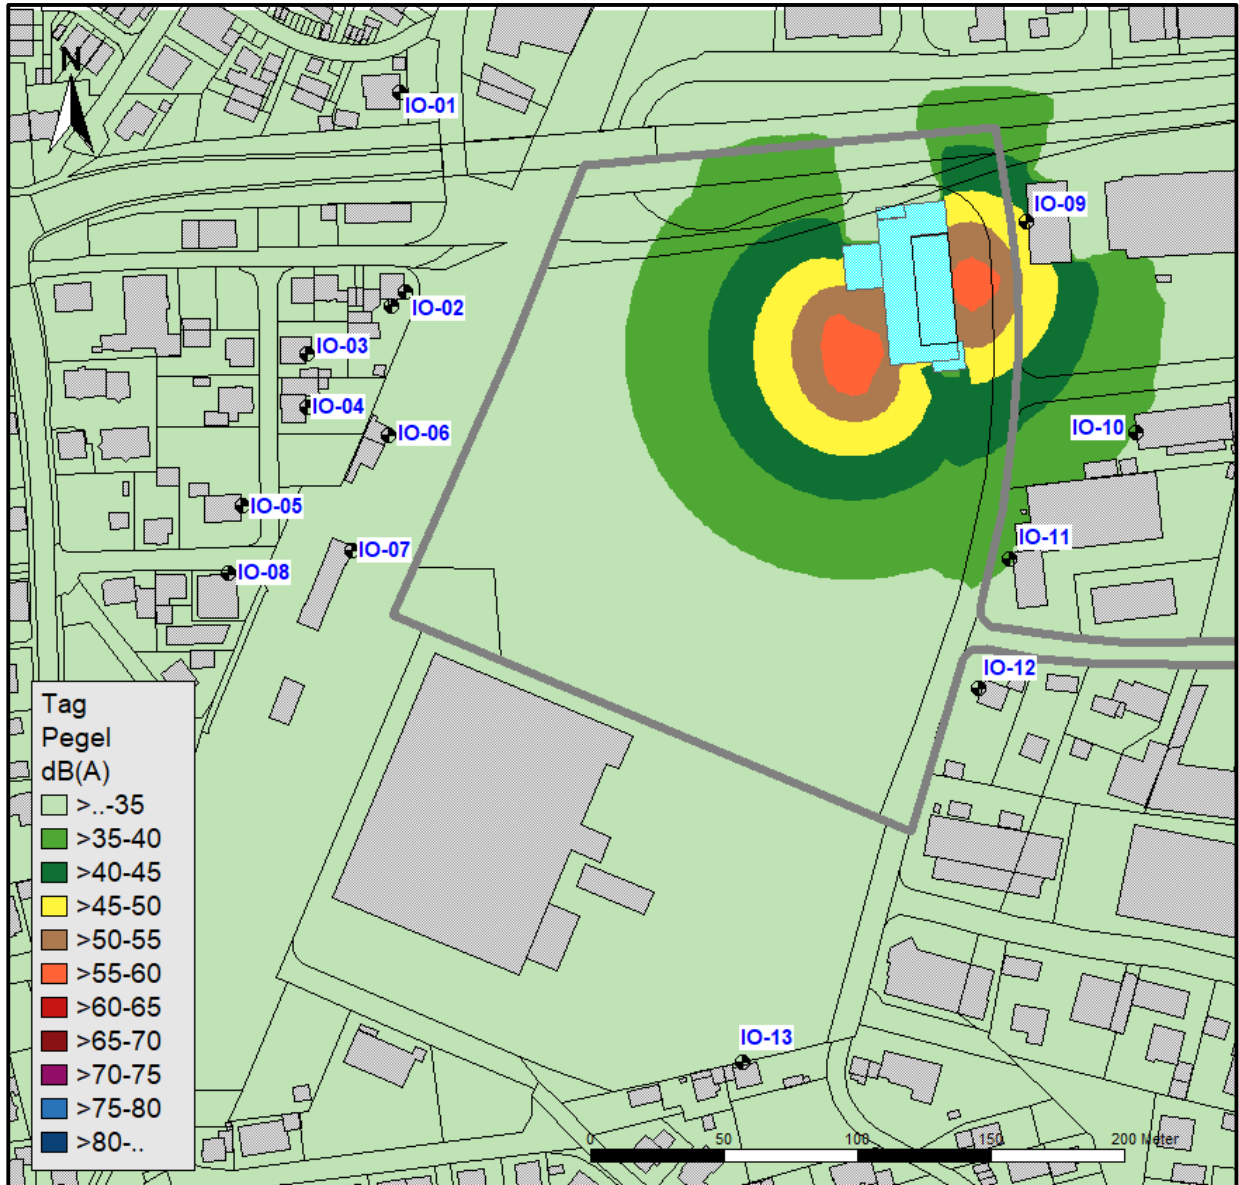 N
IO-01
IO-09
IO-02
IO-03
IO-04
IO-06
IO-10
IO-05
IO-07
IO-11
IO-08
IO-12
Tag
Pegel
dB(A)
>..-35
>35-40
>40-45
>45-50
>50-55
>55-60
>60-65
>65-70
>70-75
>75-80
>80-..
IO-13
0 50 100 150 200 Meter